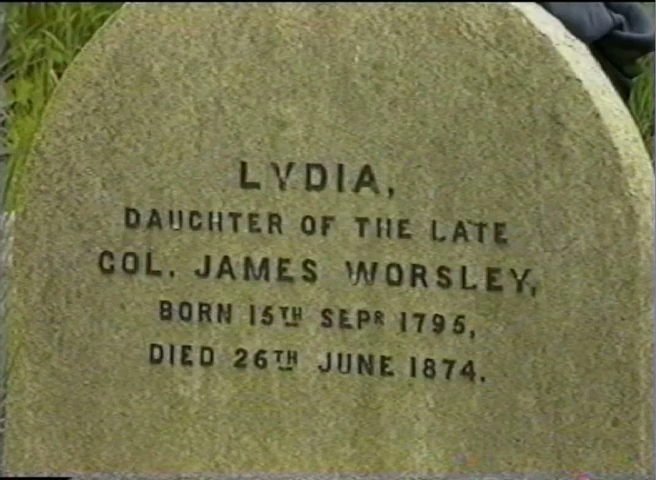 LYDIA,
DAUGHTER OF THE LATE
COL. JAMES WORSLEY,
BORN 15TH SEPR 1795,
DIED 26TH JUNE 1874.